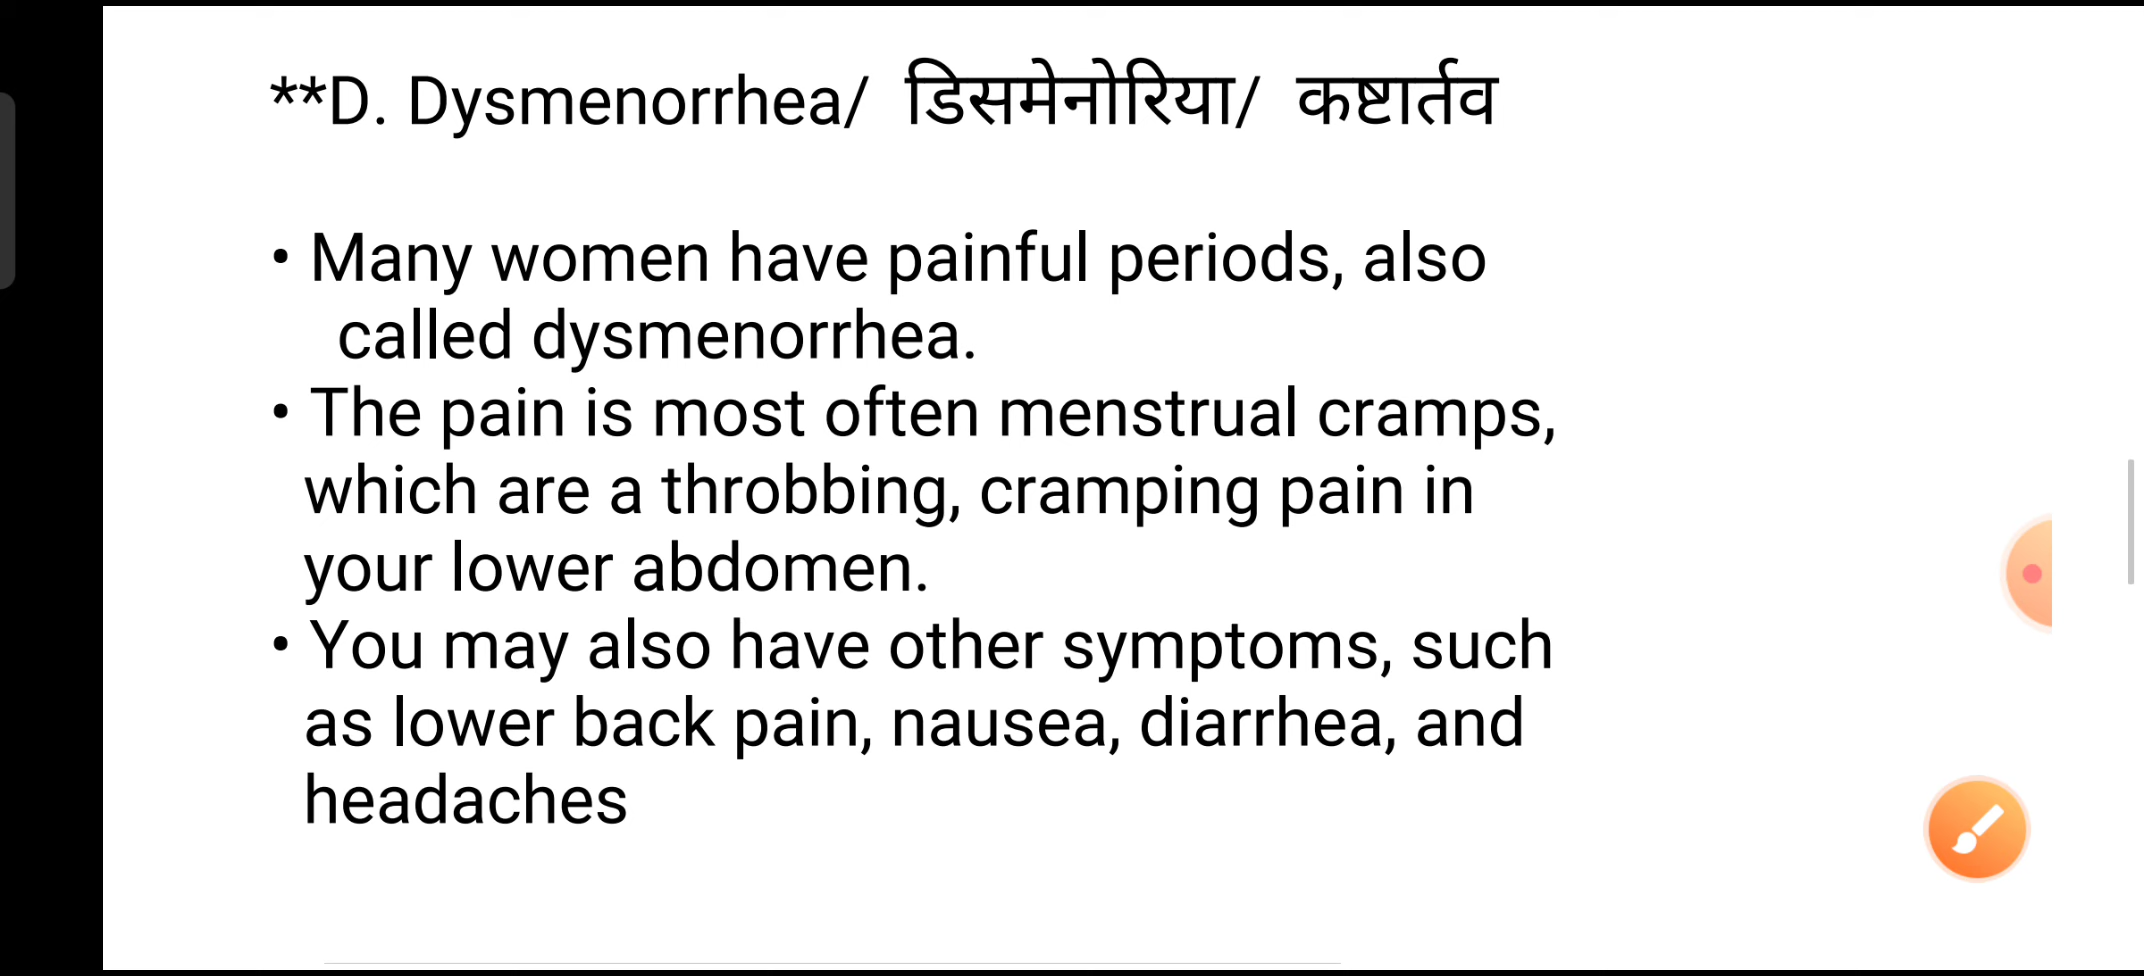 **D. Dysmenorrhea/ डिसमेनोरिया/ कष्टार्तव
• Many women have painful periods, also
called dysmenorrhea.
• The pain is most often menstrual cramps,
which are a throbbing, cramping pain in
your lower abdomen.
• You may also have other symptoms, such
as lower back pain, nausea, diarrhea, and
headaches